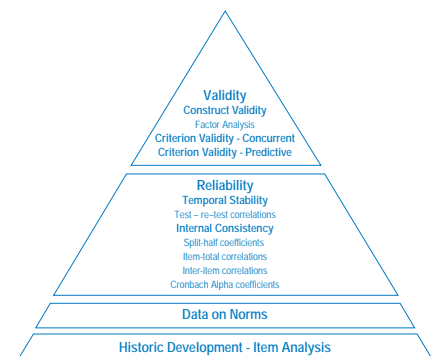 Validity
Construct Validity
Factor Analysis
Criterion Validity - Concurrent
Criterion Validity - Predictive
Reliability
Temporal Stability
Test – re–test correlations
Internal Consistency
Split-half coefficients
Item-total correlations
Inter-item correlations
Cronbach Alpha coefficients
Data on Norms
Historic Development - Item Analysis